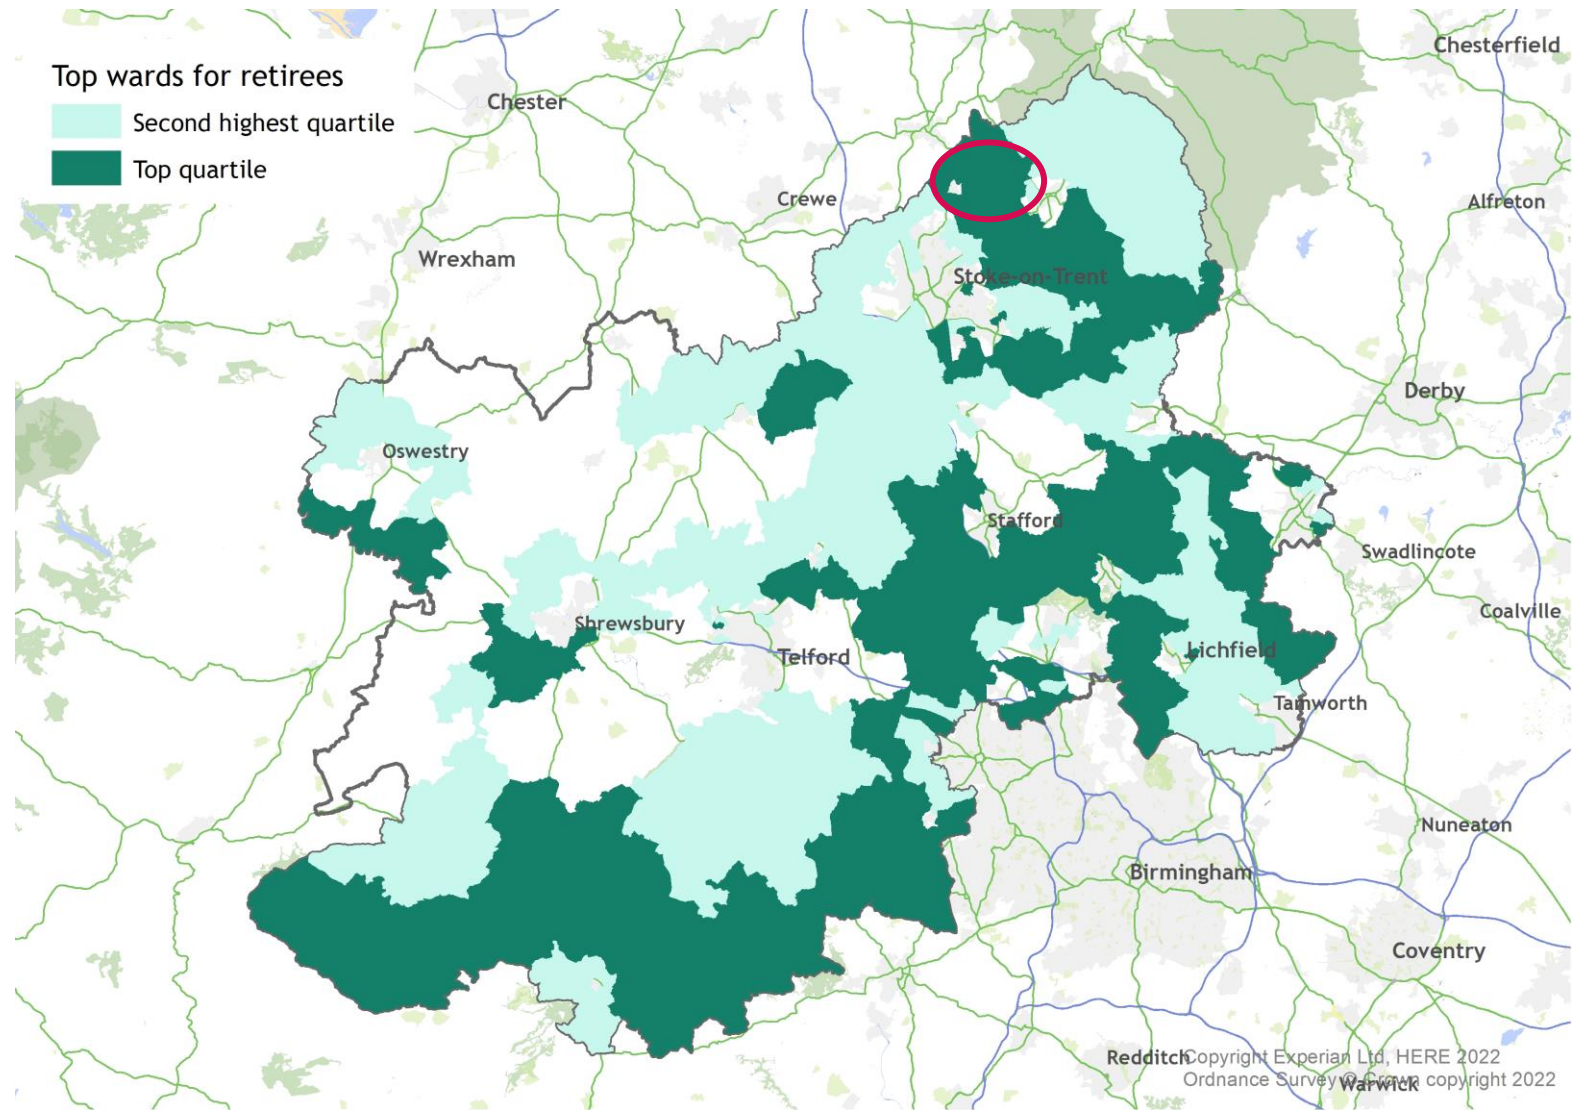 Top wards for retirees
Second highest quartile
Top quartile
Chesterfield
Chester
Crewe
Alfreton
Wrexham
Stoke-on-Trent
Derby
Oswestry
Stafford
Swadlincote
Coalville
Shrewsbury
Lichfield
Telford
Tamworth
Nuneaton
Birmingham
Coventry
Redditch
Copyright Experian Ltd, HERE 2022
Ordnance Survey © Crown copyright 2022
Warwick